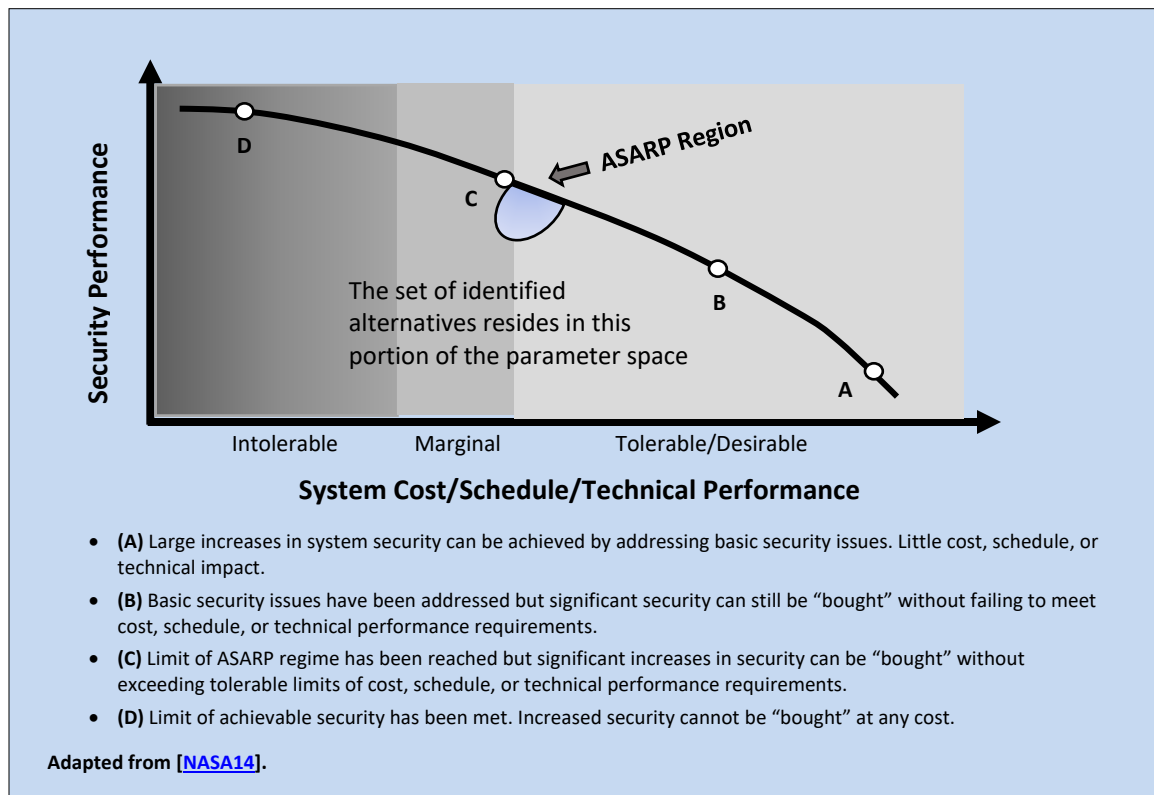 Security Performance
D
C
ASARP Region
B
A
The set of identified
alternatives resides in this
portion of the parameter space
Intolerable
Marginal
Tolerable/Desirable
System Cost/Schedule/Technical Performance
• (A) Large increases in system security can be achieved by addressing basic security issues. Little cost, schedule, or
technical impact.
• (B) Basic security issues have been addressed but significant security can still be “bought” without failing to meet
cost, schedule, or technical performance requirements.
• (C) Limit of ASARP regime has been reached but significant increases in security can be “bought” without
exceeding tolerable limits of cost, schedule, or technical performance requirements.
• (D) Limit of achievable security has been met. Increased security cannot be “bought” at any cost.
Adapted from [NASA14].